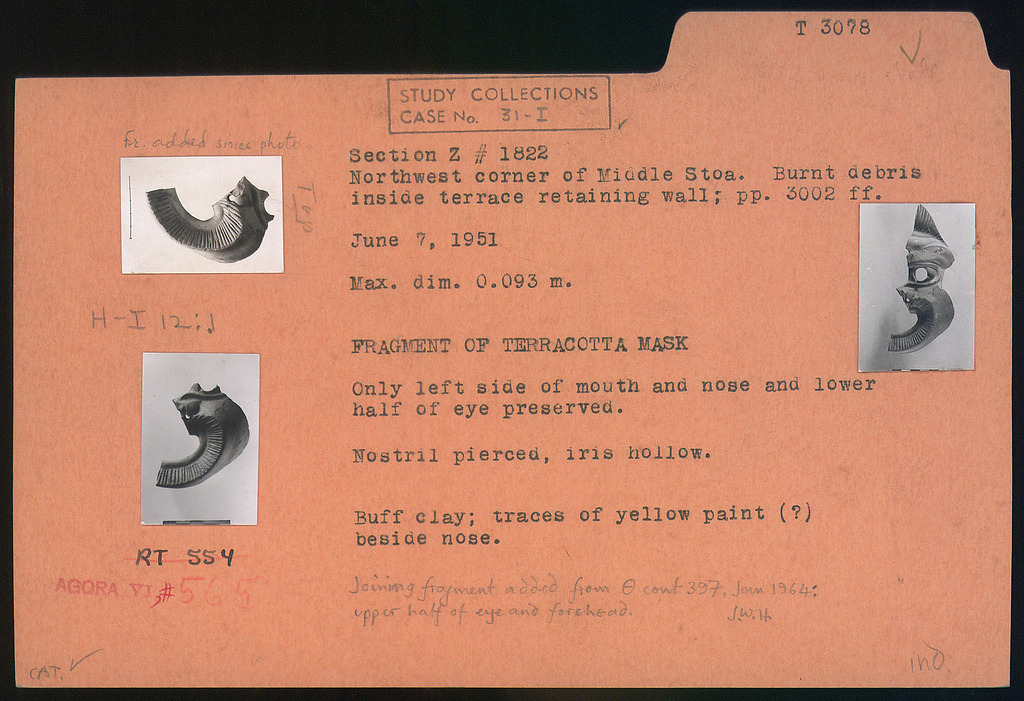 T 3078
STUDY COLLECTIONS
CASE No. 31-I
Fr. added since photo
Top
Section Z # 1822
Northwest corner of Middle Stoa. Burnt debris
inside terrace retaining wall; pp. 3002 ff.
June 7, 1951
Max. dim. 0.093 m.
H-I 12:1
FRAGMENT OF TERRACOTTA MASK
Only left side of mouth and nose and lower
half of eye preserved.
Nostril pierced, iris hollow.
Buff clay; traces of yellow paint (?)
beside nose.
RT 554
AGORA VI, # 565
Joining fragment added from Θ cont 397, Jan 1964:
upper half of eye and forehead. J.W.H
CAT.
ind.